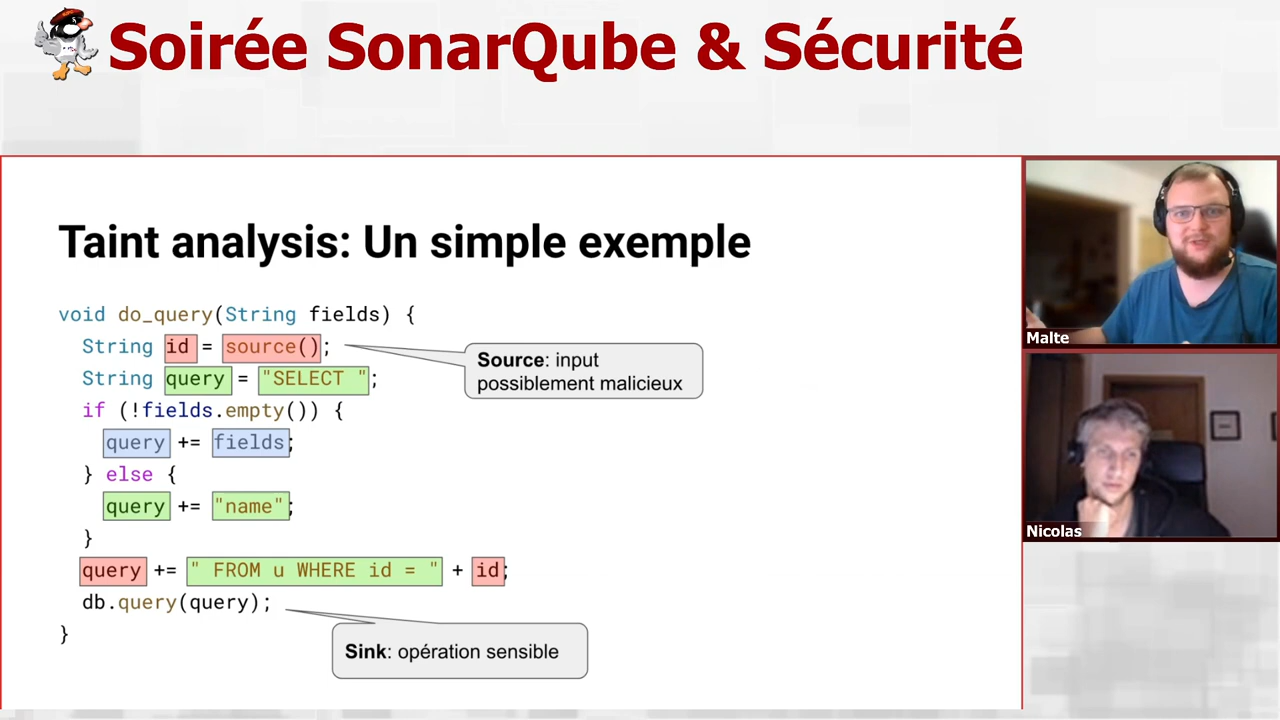 Soirée SonarQube & Sécurité
Taint analysis: Un simple exemple
void do_query(String fields) {
String id = source();
String query = "SELECT ";
if (!fields.empty()) {
query += fields;
} else {
query += "name";
}
query += " FROM u WHERE id = " + id;
db.query(query);
}
Source: input
possiblement malicieux
Sink: opération sensible
Malte
Nicolas